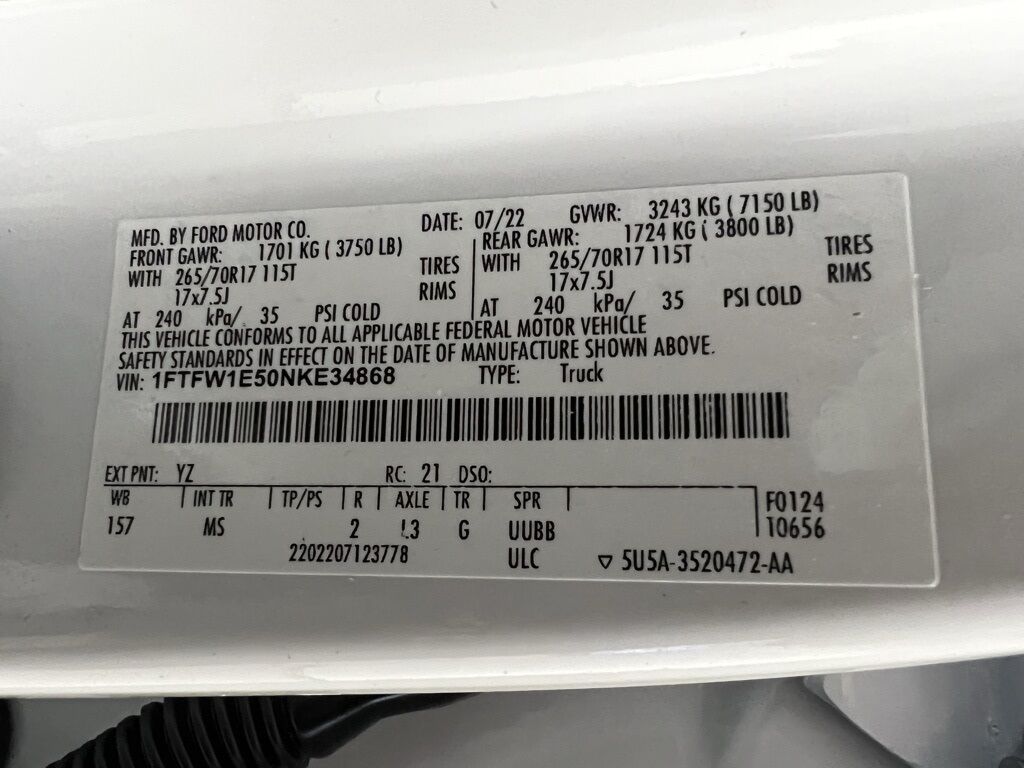 MFD. BY FORD MOTOR CO. DATE: 07/22 GVWR: 3243 KG ( 7150 LB)
FRONT GAWR: 1701 KG ( 3750 LB) REAR GAWR: 1724 KG ( 3800 LB)
WITH 265/70R17 115T TIRES WITH 265/70R17 115T TIRES
17x7.5J RIMS 17x7.5J RIMS
AT 240 kPa/ 35 PSI COLD AT 240 kPa/ 35 PSI COLD
THIS VEHICLE CONFORMS TO ALL APPLICABLE FEDERAL MOTOR VEHICLE
SAFETY STANDARDS IN EFFECT ON THE DATE OF MANUFACTURE SHOWN ABOVE.
VIN: 1FTFW1E50NKE34868 TYPE: Truck
EXT PNT: YZ RC: 21 DSO:
WB INT TR TP/PS R AXLE TR SPR F0124
157 MS 2 L3 G UUBB 10656
2202207123778 ULC ▽ 5U5A-3520472-AA